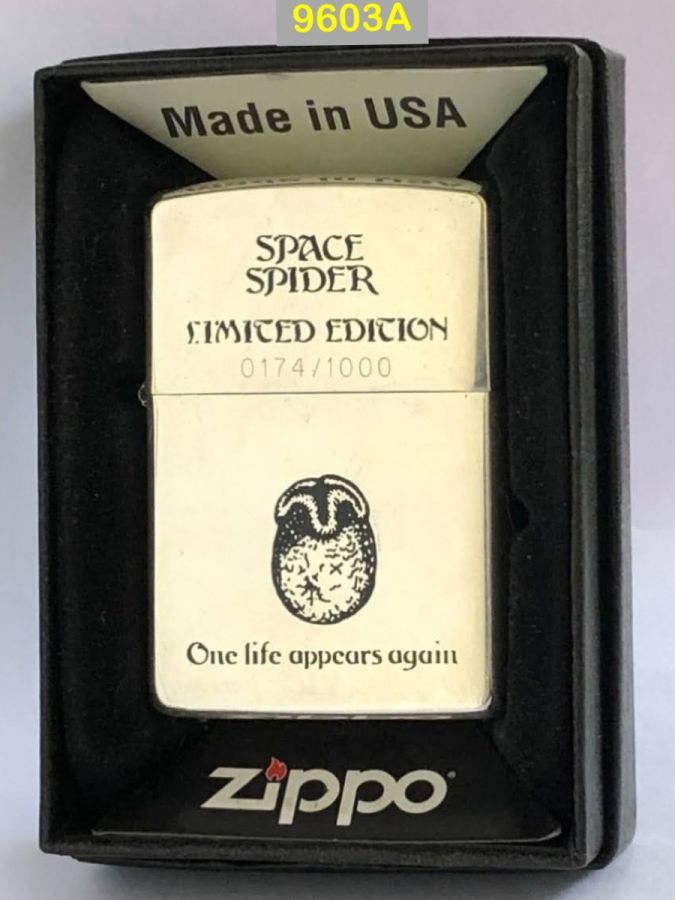 9603A
Made in USA
SPACE
SPIDER
LIMITED EDITION
0174/1000
One life appears again
zippo